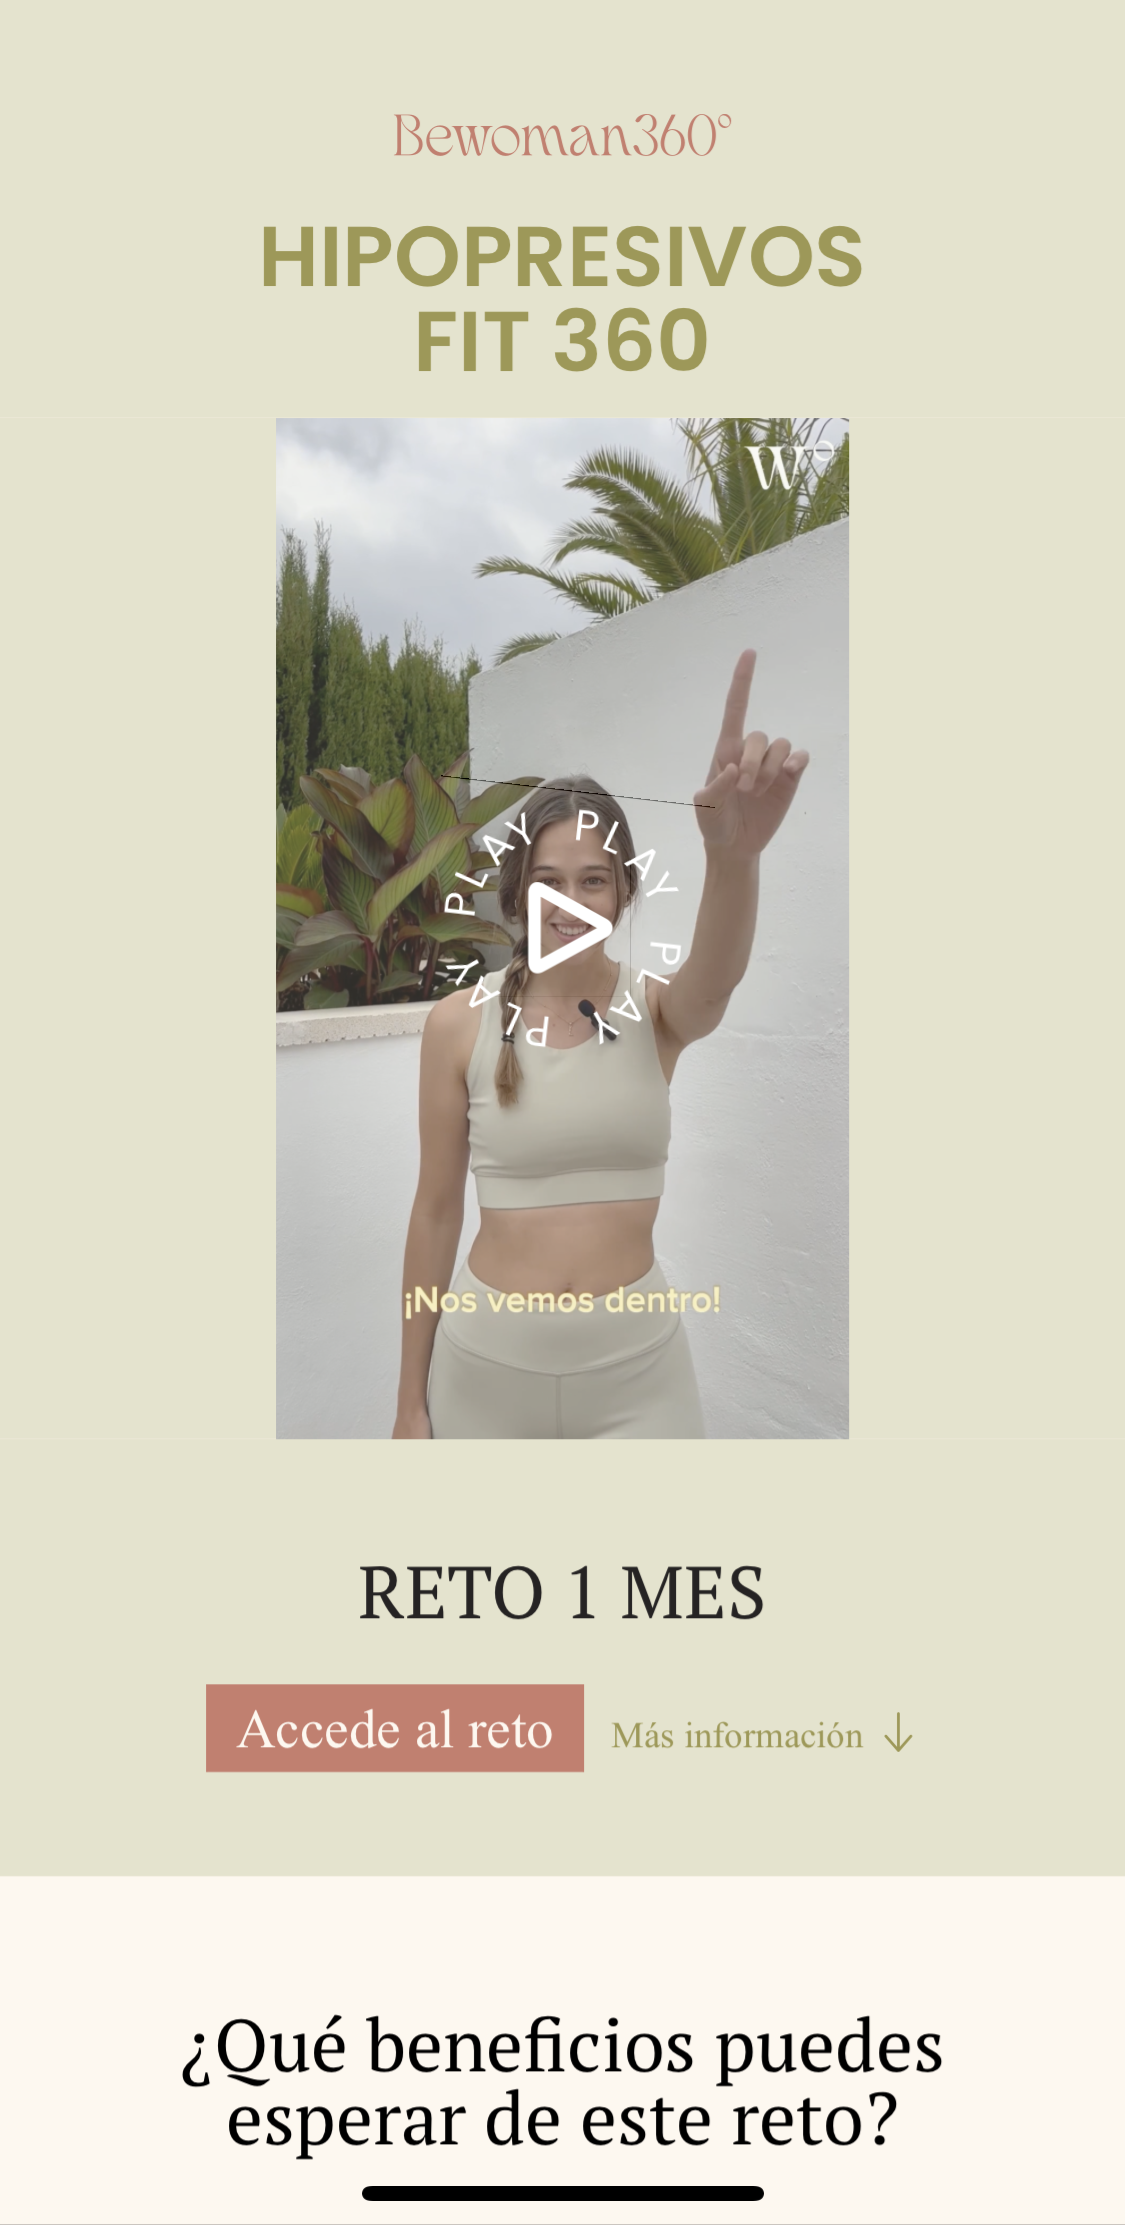 Bewoman360°
HIPOPRESIVOS
FIT 360
W°
PLAY PLAY PLAY PLAY PLAY
¡Nos vemos dentro!
RETO 1 MES
Accede al reto
Más información ↓
¿Qué beneficios puedes
esperar de este reto?